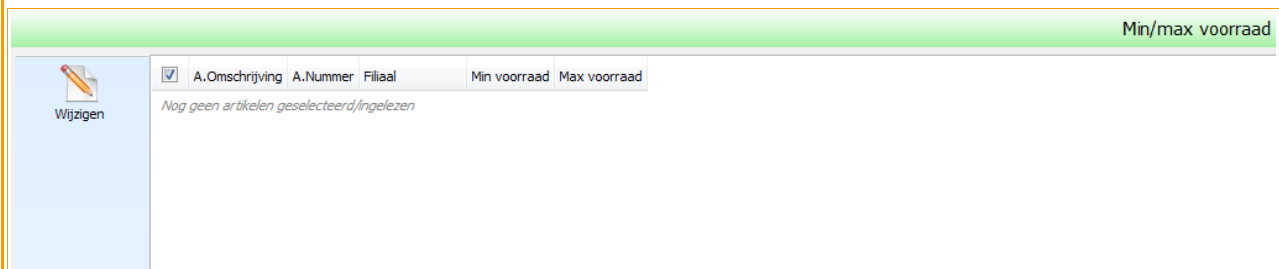 Min/max voorraad
A.Omschrijving A.Nummer Filiaal Min voorraad Max voorraad
Nog geen artikelen geselecteerd/ingelezen
Wijzigen